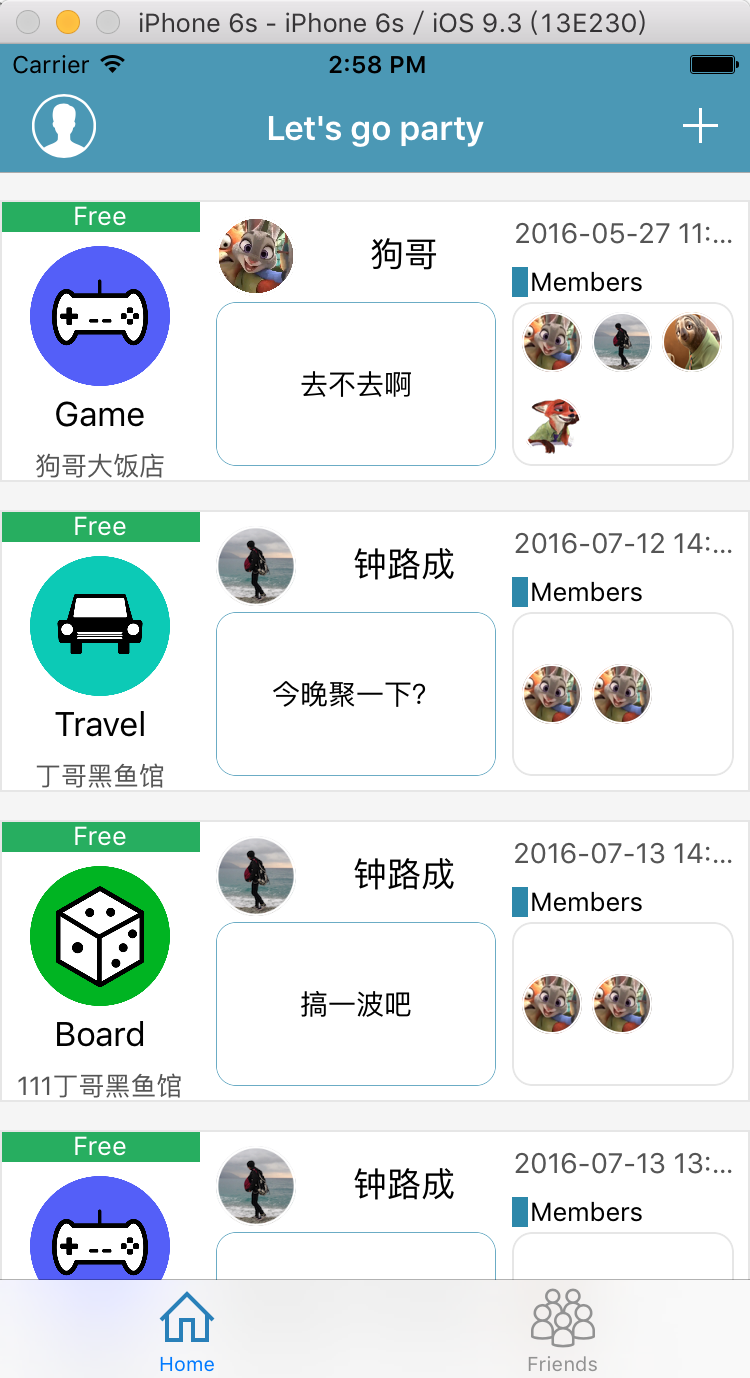 iPhone 6s - iPhone 6s / iOS 9.3 (13E230)
Carrier 2:58 PM
Let's go party
Free
Game
狗哥大饭店
狗哥
去不去啊
2016-05-27 11:...
Members
Free
Travel
丁哥黑鱼馆
钟路成
今晚聚一下?
2016-07-12 14:...
Members
Free
Board
111丁哥黑鱼馆
钟路成
搞一波吧
2016-07-13 14:...
Members
Free
钟路成
2016-07-13 13:...
Members
Home
Friends